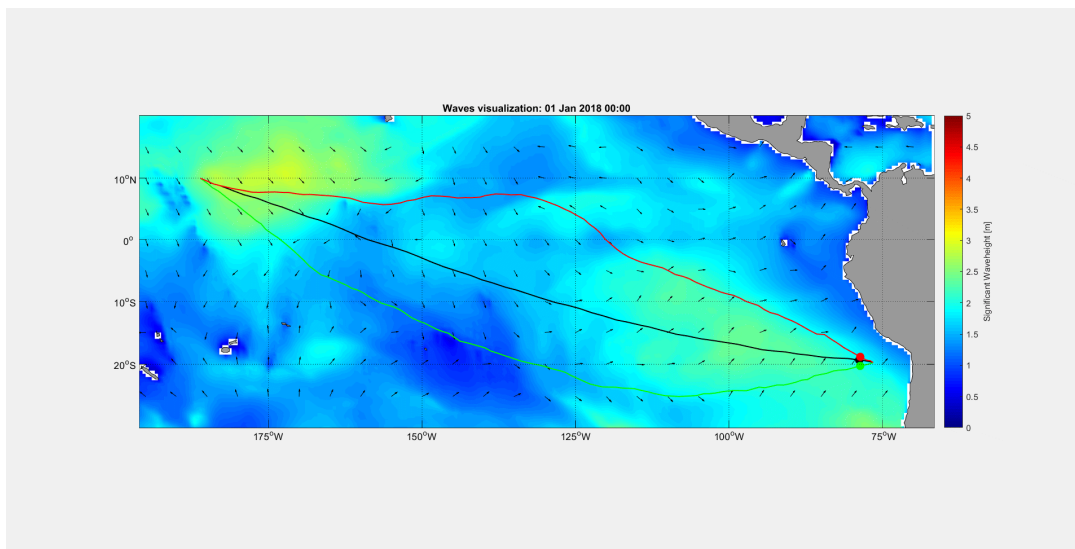 Waves visualization: 01 Jan 2018 00:00
10°N
0°
10°S
20°S
175°W
150°W
125°W
100°W
75°W
5
4.5
4
3.5
3
2.5
2
1.5
1
0.5
0
Significant Waveheight [m]